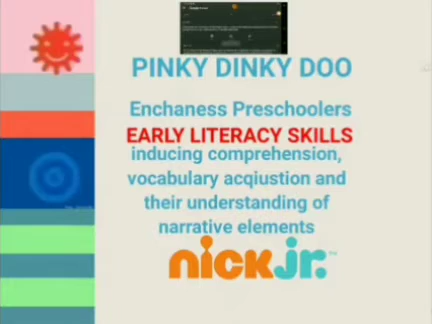 PINKY DINKY DOO
Enchaness Preschoolers
EARLY LITERACY SKILLS
inducing comprehension,
vocabulary acqiustion and
their understanding of
narrative elements
nick jr.™